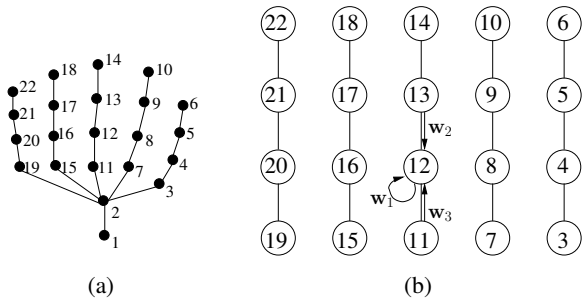 22 18 14 10
21 17 13 9 6
20 16 12 8 5
19 15 11 7 4
2 3
1
(a)
22 18 14 10 6
21 17 13 9 5
w2
20 16 12 8 4
w1 w3
19 15 11 7 3
(b)